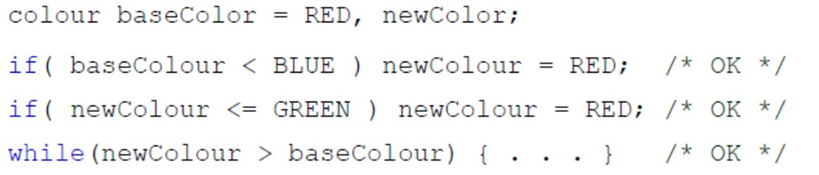 colour baseColor = RED, newColor;
if( baseColour < BLUE ) newColour = RED; /* OK */
if( newColour <= GREEN ) newColour = RED; /* OK */
while(newColour > baseColour) { . . . } /* OK */